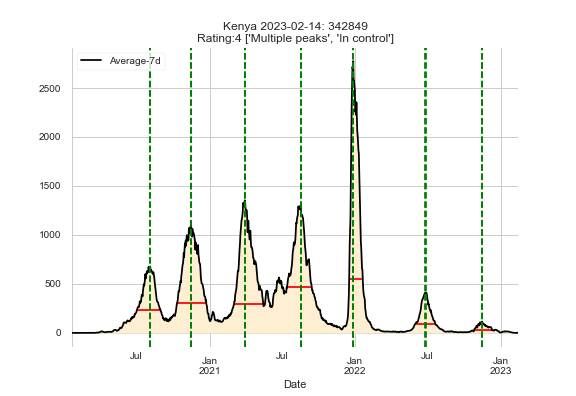 Kenya 2023-02-14: 342849
Rating:4 ['Multiple peaks', 'In control']
Average-7d
2500
2000
1500
1000
500
0
Jul Jan Jul Jan Jul Jan
2021 2022 2023
Date